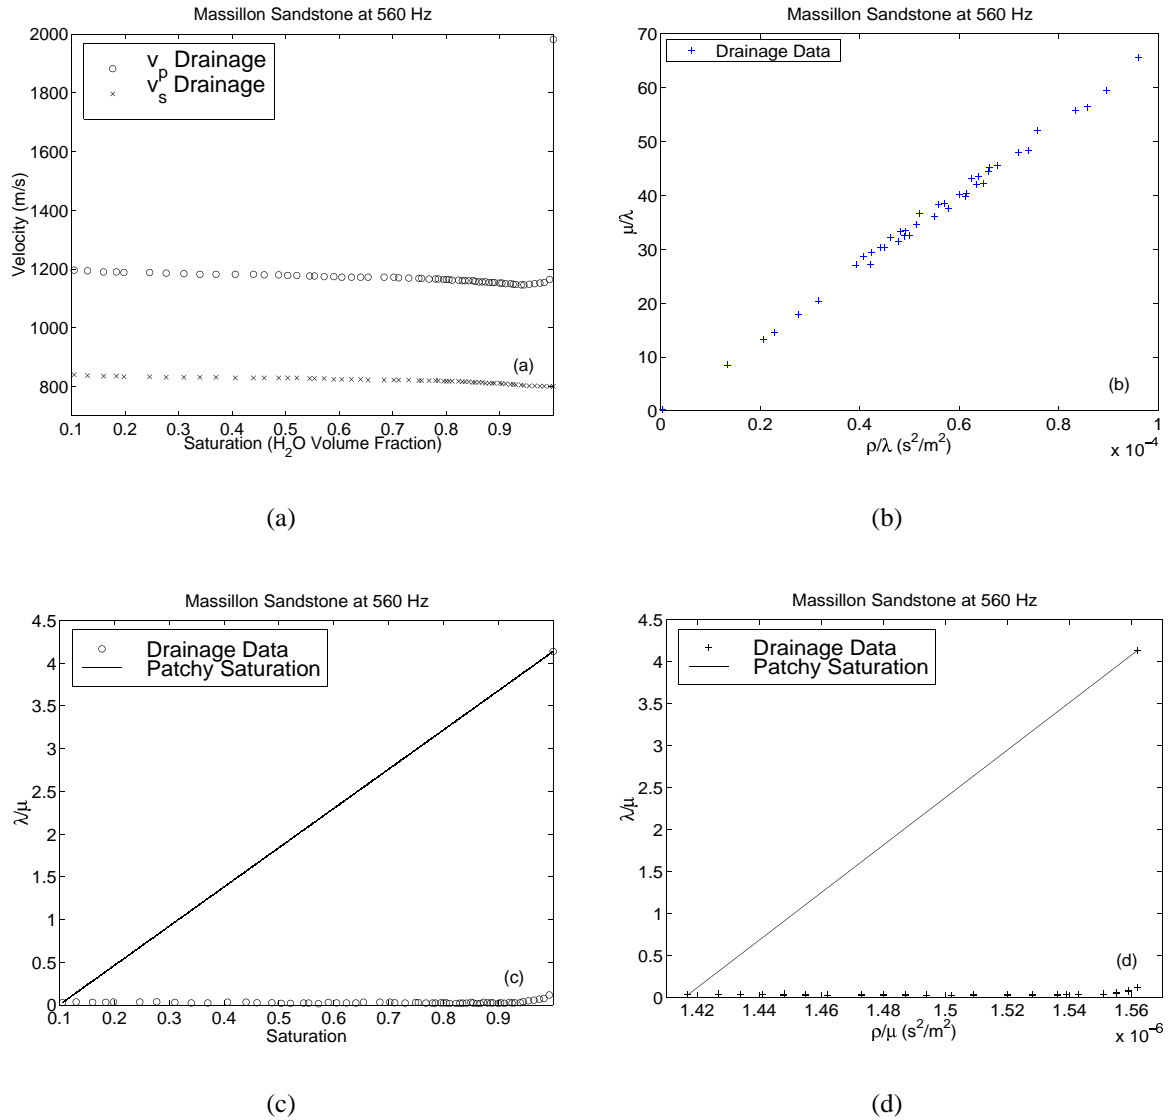 Massillon Sandstone at 560 Hz
2000
1800
1600
1400
1200
1000
800
Velocity (m/s)
v_p Drainage
v_s Drainage
(a)
0.1 0.2 0.3 0.4 0.5 0.6 0.7 0.8 0.9
Saturation (H₂O Volume Fraction)
(a)
Massillon Sandstone at 560 Hz
70
60
50
40
30
20
10
0
μ/λ
Drainage Data
(b)
0 0.2 0.4 0.6 0.8 1
ρ/λ (s²/m²)
x 10⁻⁴
(b)
Massillon Sandstone at 560 Hz
4.5
4
3.5
3
2.5
2
1.5
1
0.5
0
λ/μ
Drainage Data
Patchy Saturation
(c)
0.1 0.2 0.3 0.4 0.5 0.6 0.7 0.8 0.9
Saturation
(c)
Massillon Sandstone at 560 Hz
4.5
4
3.5
3
2.5
2
1.5
1
0.5
0
λ/μ
Drainage Data
Patchy Saturation
(d)
1.42 1.44 1.46 1.48 1.5 1.52 1.54 1.56
ρ/μ (s²/m²)
x 10⁻⁶
(d)